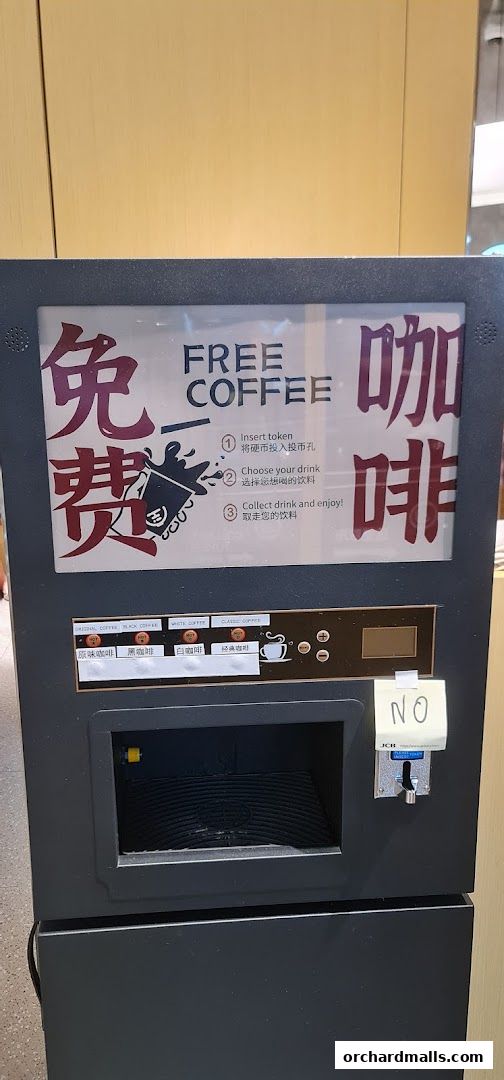 免费
咖啡
FREE
COFFEE
1 Insert token
将硬币投入投币孔
2 Choose your drink
选择您想喝的饮料
3 Collect drink and enjoy!
取走您的饮料
ORIGINAL COFFEE BLACK COFFEE WHITE COFFEE CLASSIC COFFEE
原味咖啡 黑咖啡 白咖啡 经典咖啡
NO
JCB
INSERT TOKEN
orchardmalls.com